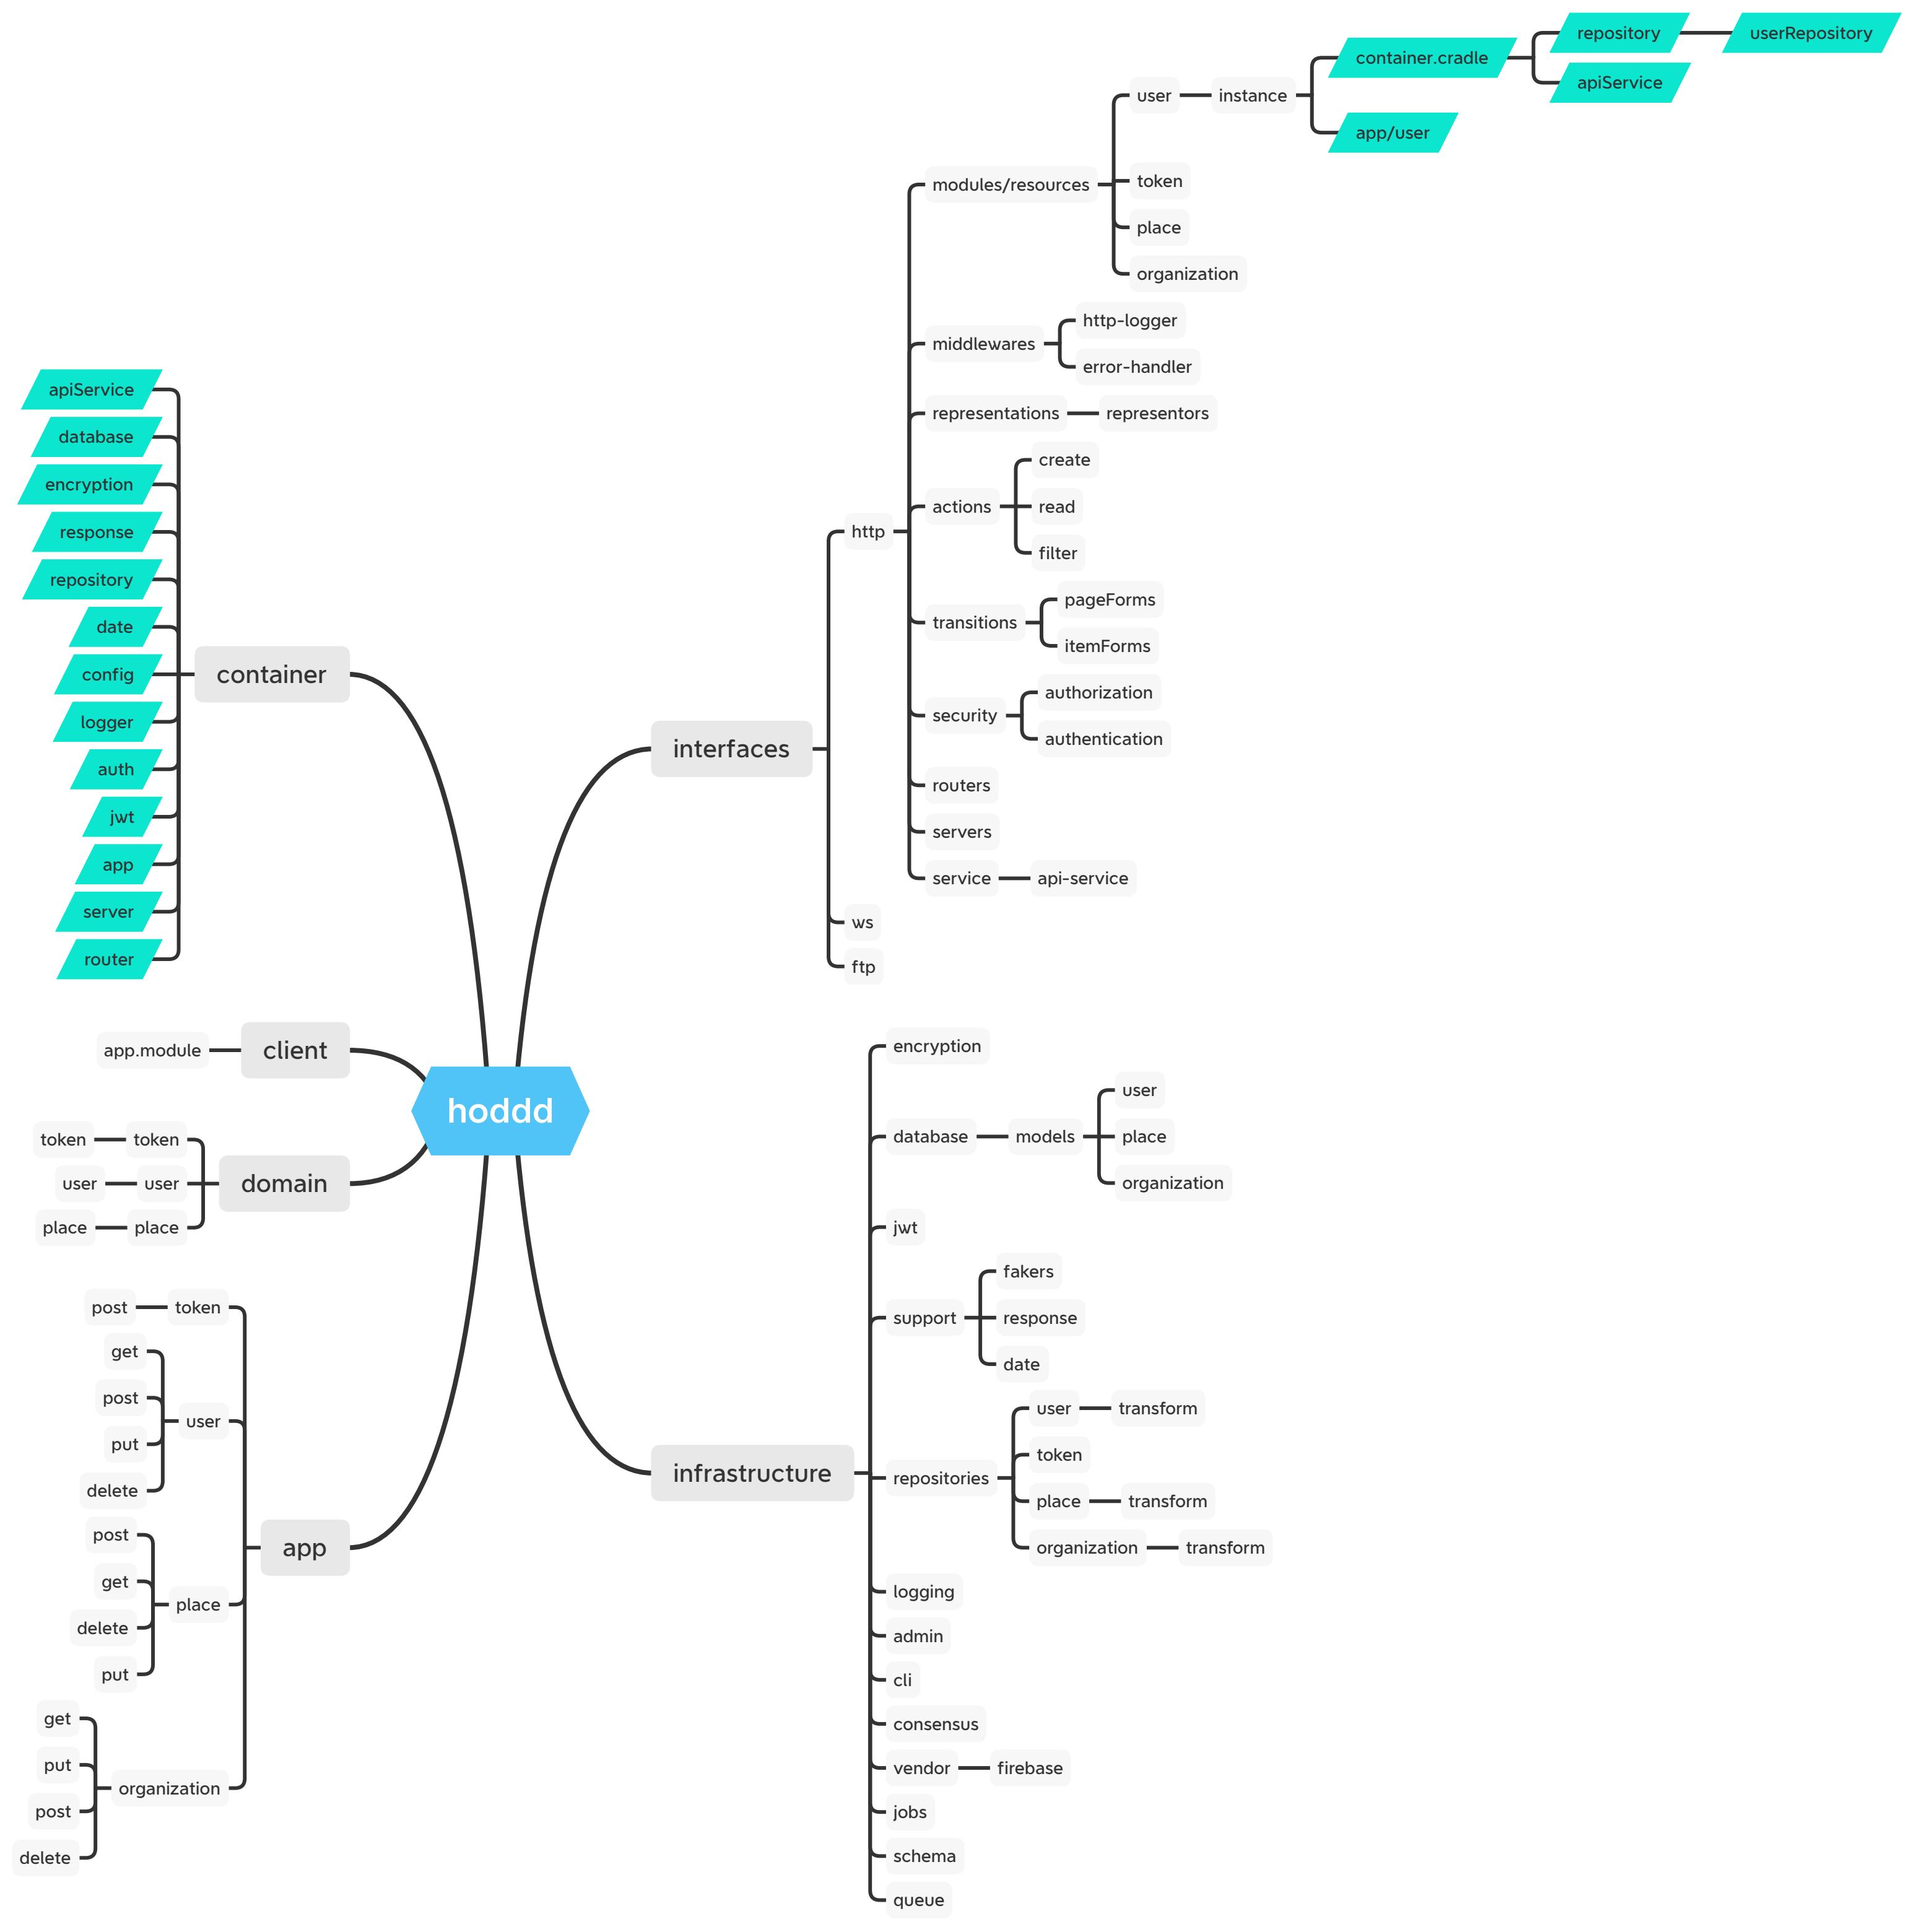 hoddd
interfaces
http
modules/resources
user
instance
container.cradle
repository
userRepository
apiService
app/user
token
place
organization
middlewares
http-logger
error-handler
representations
representors
actions
create
read
filter
transitions
pageForms
itemForms
security
authorization
authentication
routers
servers
service
api-service
ws
ftp
infrastructure
encryption
database
models
user
place
organization
jwt
support
fakers
response
date
repositories
user
transform
token
place
transform
organization
transform
logging
admin
cli
consensus
vendor
firebase
jobs
schema
queue
container
apiService
database
encryption
response
repository
date
config
logger
auth
jwt
app
server
router
client
app.module
domain
token
token
user
user
place
place
app
token
post
user
get
post
put
delete
place
post
get
delete
put
organization
get
put
post
delete